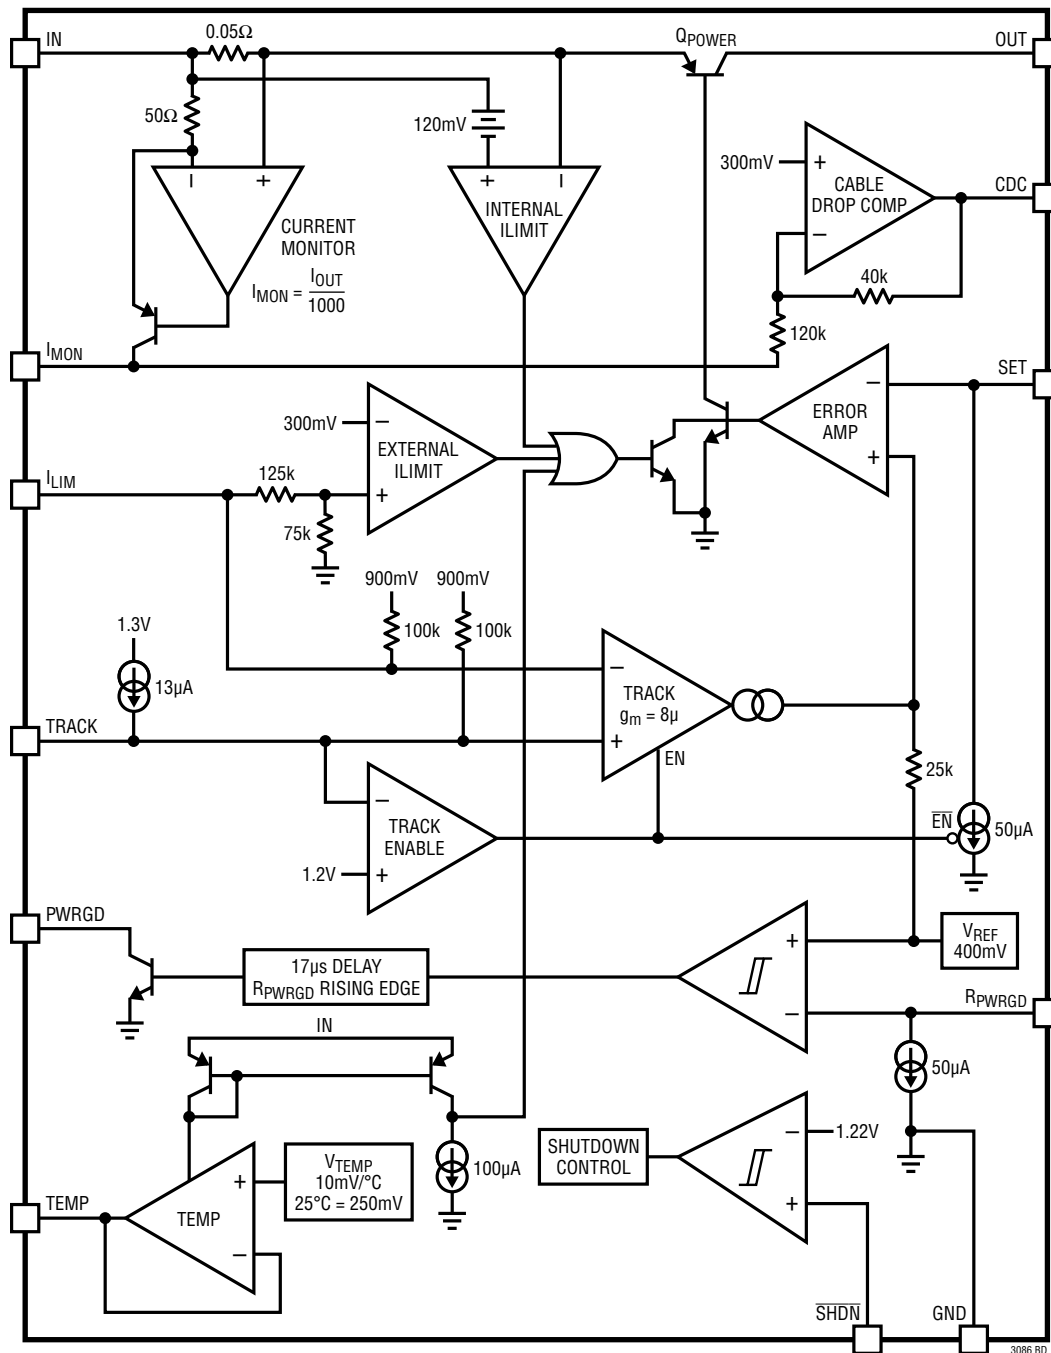 IN
0.05Ω
QPOWER
OUT
50Ω
120mV
300mV
+
CABLE
DROP COMP
–
CDC
–
+
+
–
CURRENT
MONITOR
INTERNAL
ILIMIT
IMON = IOUT
1000
40k
120k
IMON
SET
300mV
–
EXTERNAL
ILIMIT
+
–
ERROR
AMP
+
ILIM
125k
75k
900mV
900mV
100k
100k
1.3V
13µA
–
TRACK
gm = 8µ
+
EN
TRACK
25k
–
TRACK
ENABLE
+
1.2V
EN
50µA
PWRGD
17µs DELAY
RPWRGD RISING EDGE
+
–
VREF
400mV
RPWRGD
IN
50µA
SHUTDOWN
CONTROL
–
1.22V
+
100µA
VTEMP
10mV/°C
25°C = 250mV
TEMP
+
TEMP
–
SHDN
GND
3086 BD